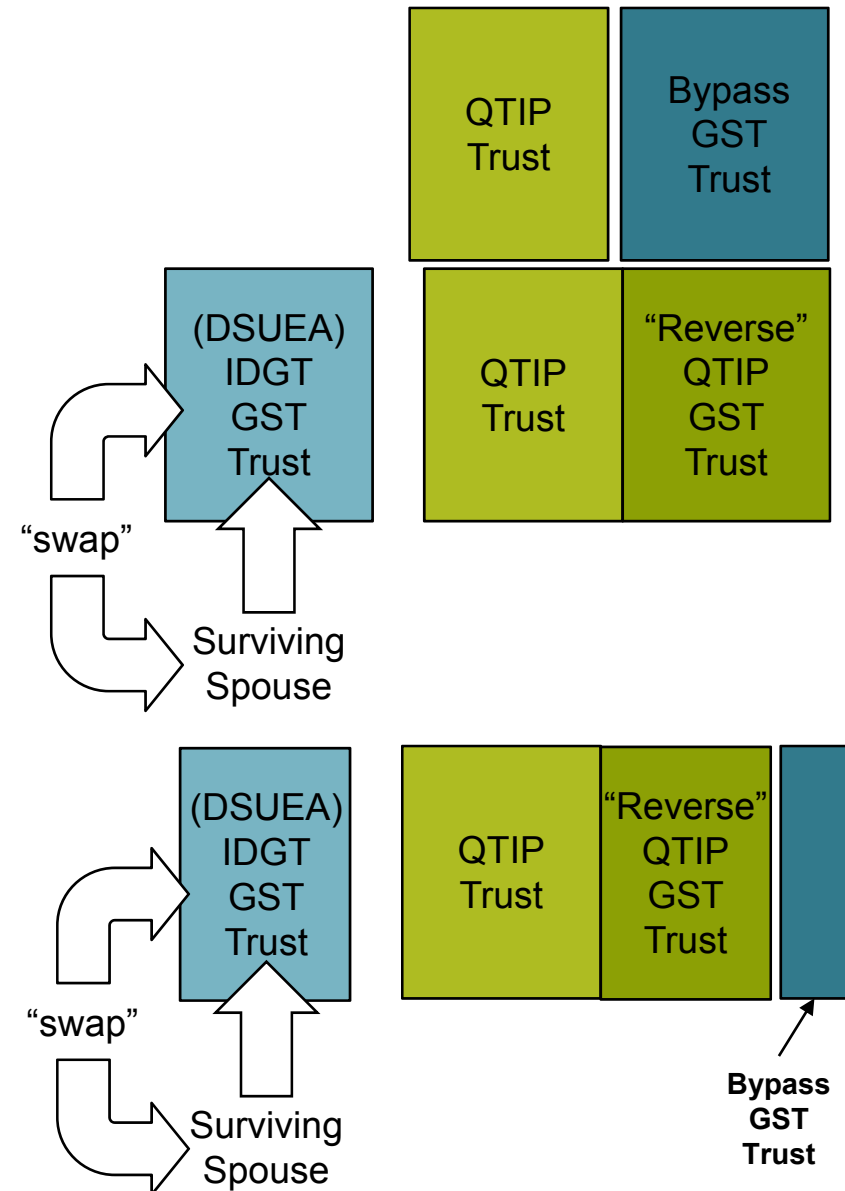 QTIP
Trust
Bypass
GST
Trust
(DSUEA)
IDGT
GST
Trust
QTIP
Trust
“Reverse”
QTIP
GST
Trust
“swap”
Surviving
Spouse
(DSUEA)
IDGT
GST
Trust
QTIP
Trust
“Reverse”
QTIP
GST
Trust
“swap”
Surviving
Spouse
Bypass
GST
Trust